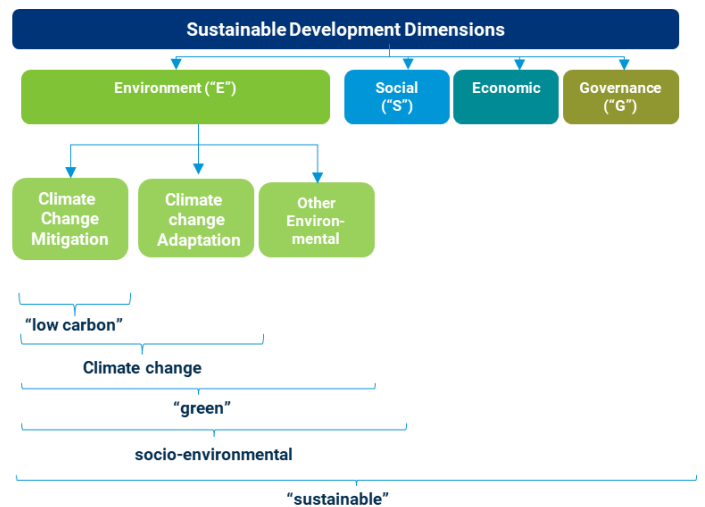 Sustainable Development Dimensions
Environment (“E”)
Social
(“S”)
Economic
Governance
(“G”)
Climate
Change
Mitigation
Climate
change
Adaptation
Other
Environ-
mental
“low carbon”
Climate change
“green”
socio-environmental
“sustainable”